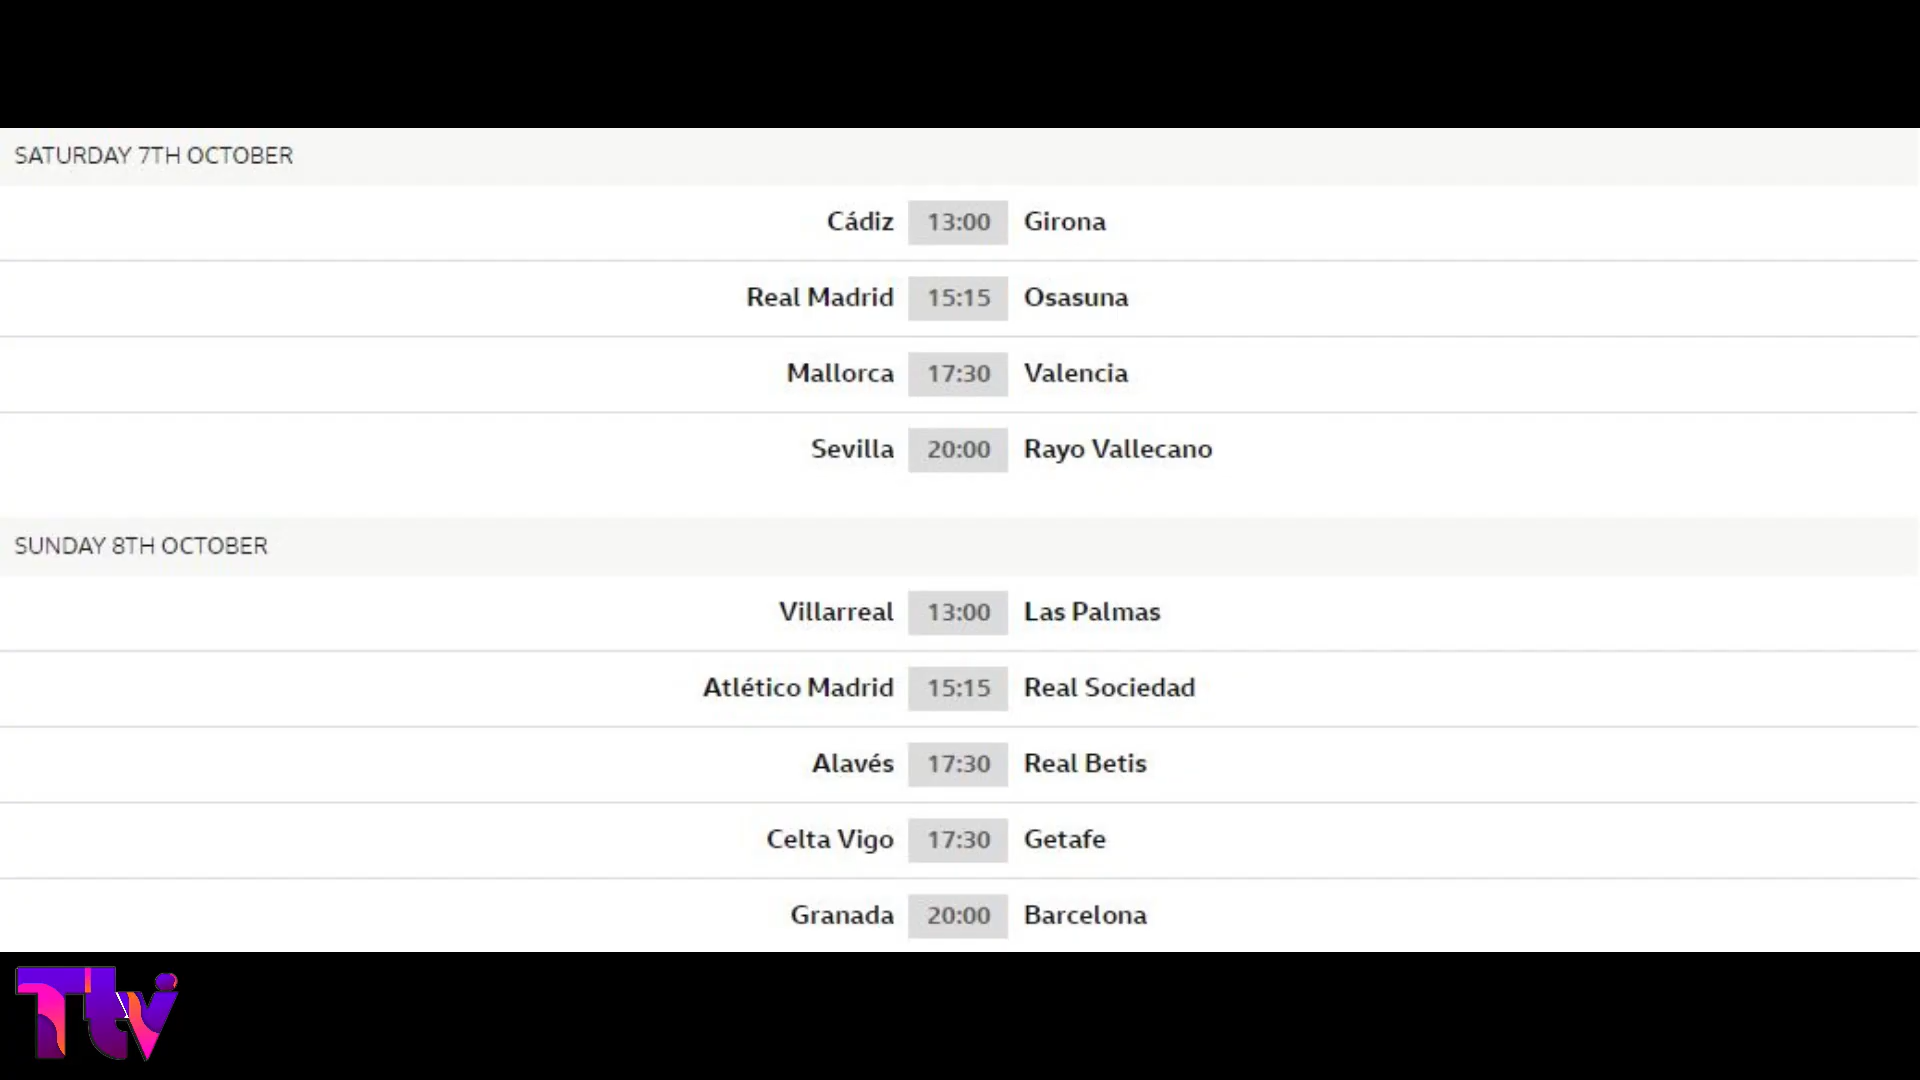 SATURDAY 7TH OCTOBER
Cádiz 13:00 Girona
Real Madrid 15:15 Osasuna
Mallorca 17:30 Valencia
Sevilla 20:00 Rayo Vallecano
SUNDAY 8TH OCTOBER
Villarreal 13:00 Las Palmas
Atlético Madrid 15:15 Real Sociedad
Alavés 17:30 Real Betis
Celta Vigo 17:30 Getafe
Granada 20:00 Barcelona
Ttv